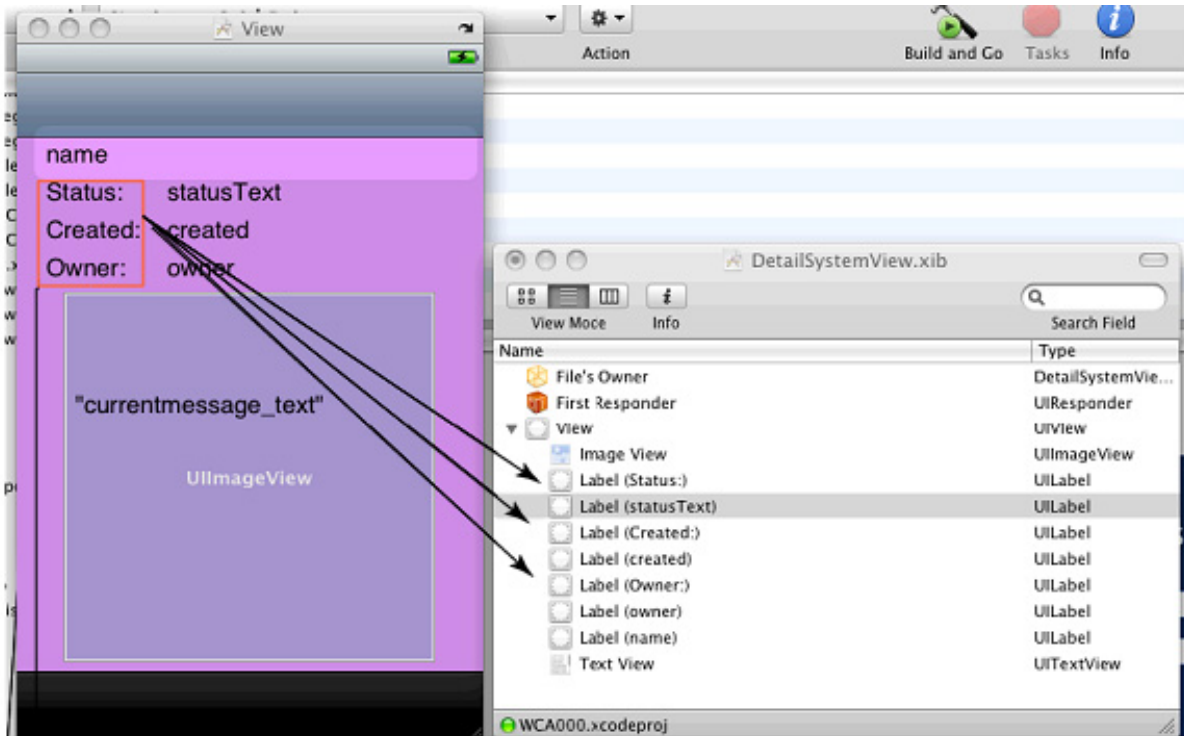 View
Action
Build and Go
Tasks
Info
name
Status: statusText
Created: created
Owner: owner
"currentmessage_text"
UIImageView
DetailSystemView.xib
View Moce
Info
Search Field
Name Type
File's Owner DetailSystemVie...
First Responder UIResponder
View UIView
Image View UIImageView
Label (Status:) UILabel
Label (statusText) UILabel
Label (Created:) UILabel
Label (created) UILabel
Label (Owner:) UILabel
Label (owner) UILabel
Label (name) UILabel
Text View UITextView
WCA000.xcodeproj